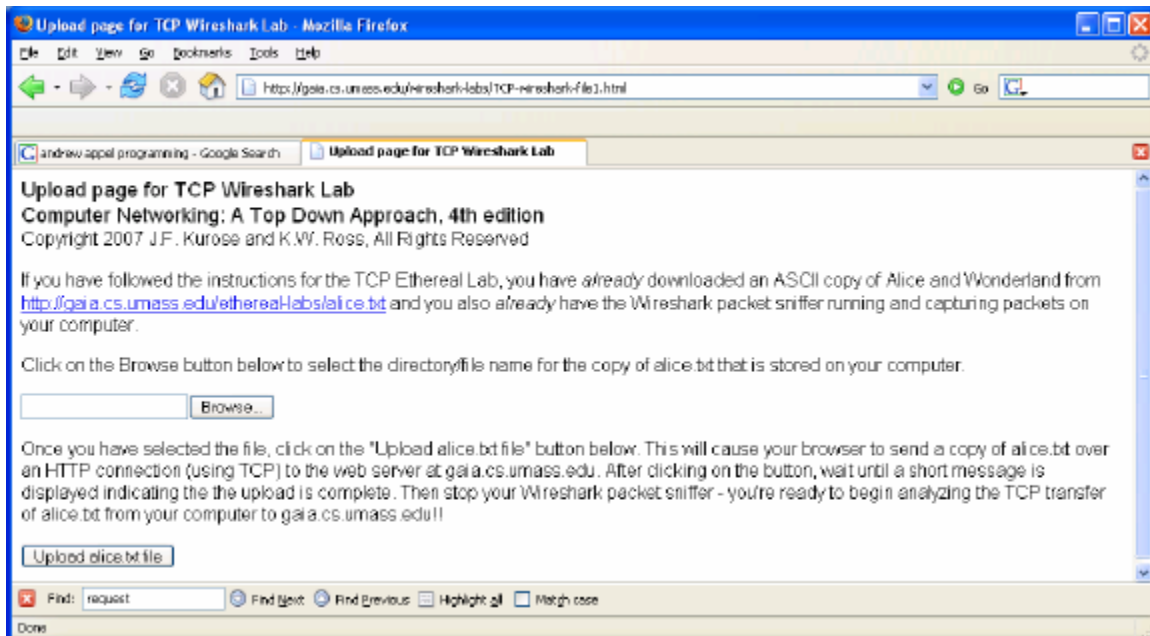 Upload page for TCP Wireshark Lab - Mozilla Firefox
File Edit View Go Bookmarks Tools Help
http://gaia.cs.umass.edu/wireshark-labs/TCP-wireshark-file1.html Go G
andrew appel programming - Google Search Upload page for TCP Wireshark Lab
Upload page for TCP Wireshark Lab
Computer Networking: A Top Down Approach, 4th edition
Copyright 2007 J.F. Kurose and K.W. Ross, All Rights Reserved
If you have followed the instructions for the TCP Ethereal Lab, you have already downloaded an ASCII copy of Alice and Wonderland from
http://gaia.cs.umass.edu/ethereal-labs/alice.txt and you also already have the Wireshark packet sniffer running and capturing packets on
your computer.
Click on the Browse button below to select the directory/file name for the copy of alice.txt that is stored on your computer.
Browse...
Once you have selected the file, click on the "Upload alice.txt file" button below. This will cause your browser to send a copy of alice.txt over
an HTTP connection (using TCP) to the web server at gaia.cs.umass.edu. After clicking on the button, wait until a short message is
displayed indicating the the upload is complete. Then stop your Wireshark packet sniffer - you're ready to begin analyzing the TCP transfer
of alice.txt from your computer to gaia.cs.umass.edu!!
Upload alice.txt file
Find: request Find Next Find Previous Highlight all Match case
Done